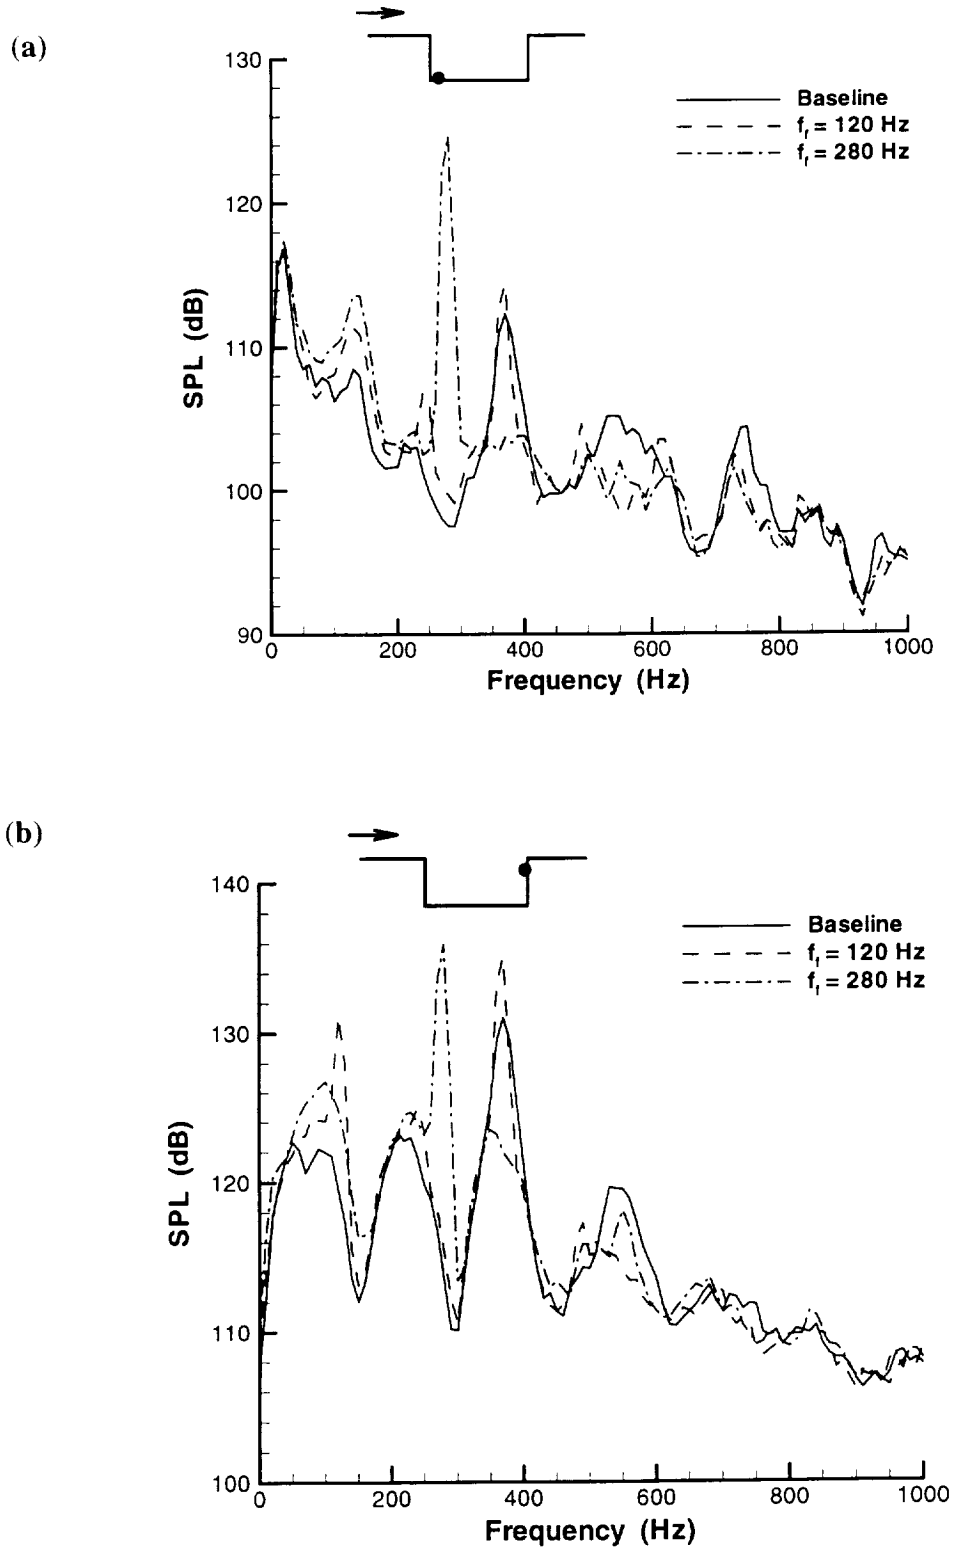 (a)
130
120
110
100
90
SPL (dB)
Baseline
f_f = 120 Hz
f_f = 280 Hz
0 200 400 600 800 1000
Frequency (Hz)
(b)
140
130
120
110
100
SPL (dB)
Baseline
f_f = 120 Hz
f_f = 280 Hz
0 200 400 600 800 1000
Frequency (Hz)